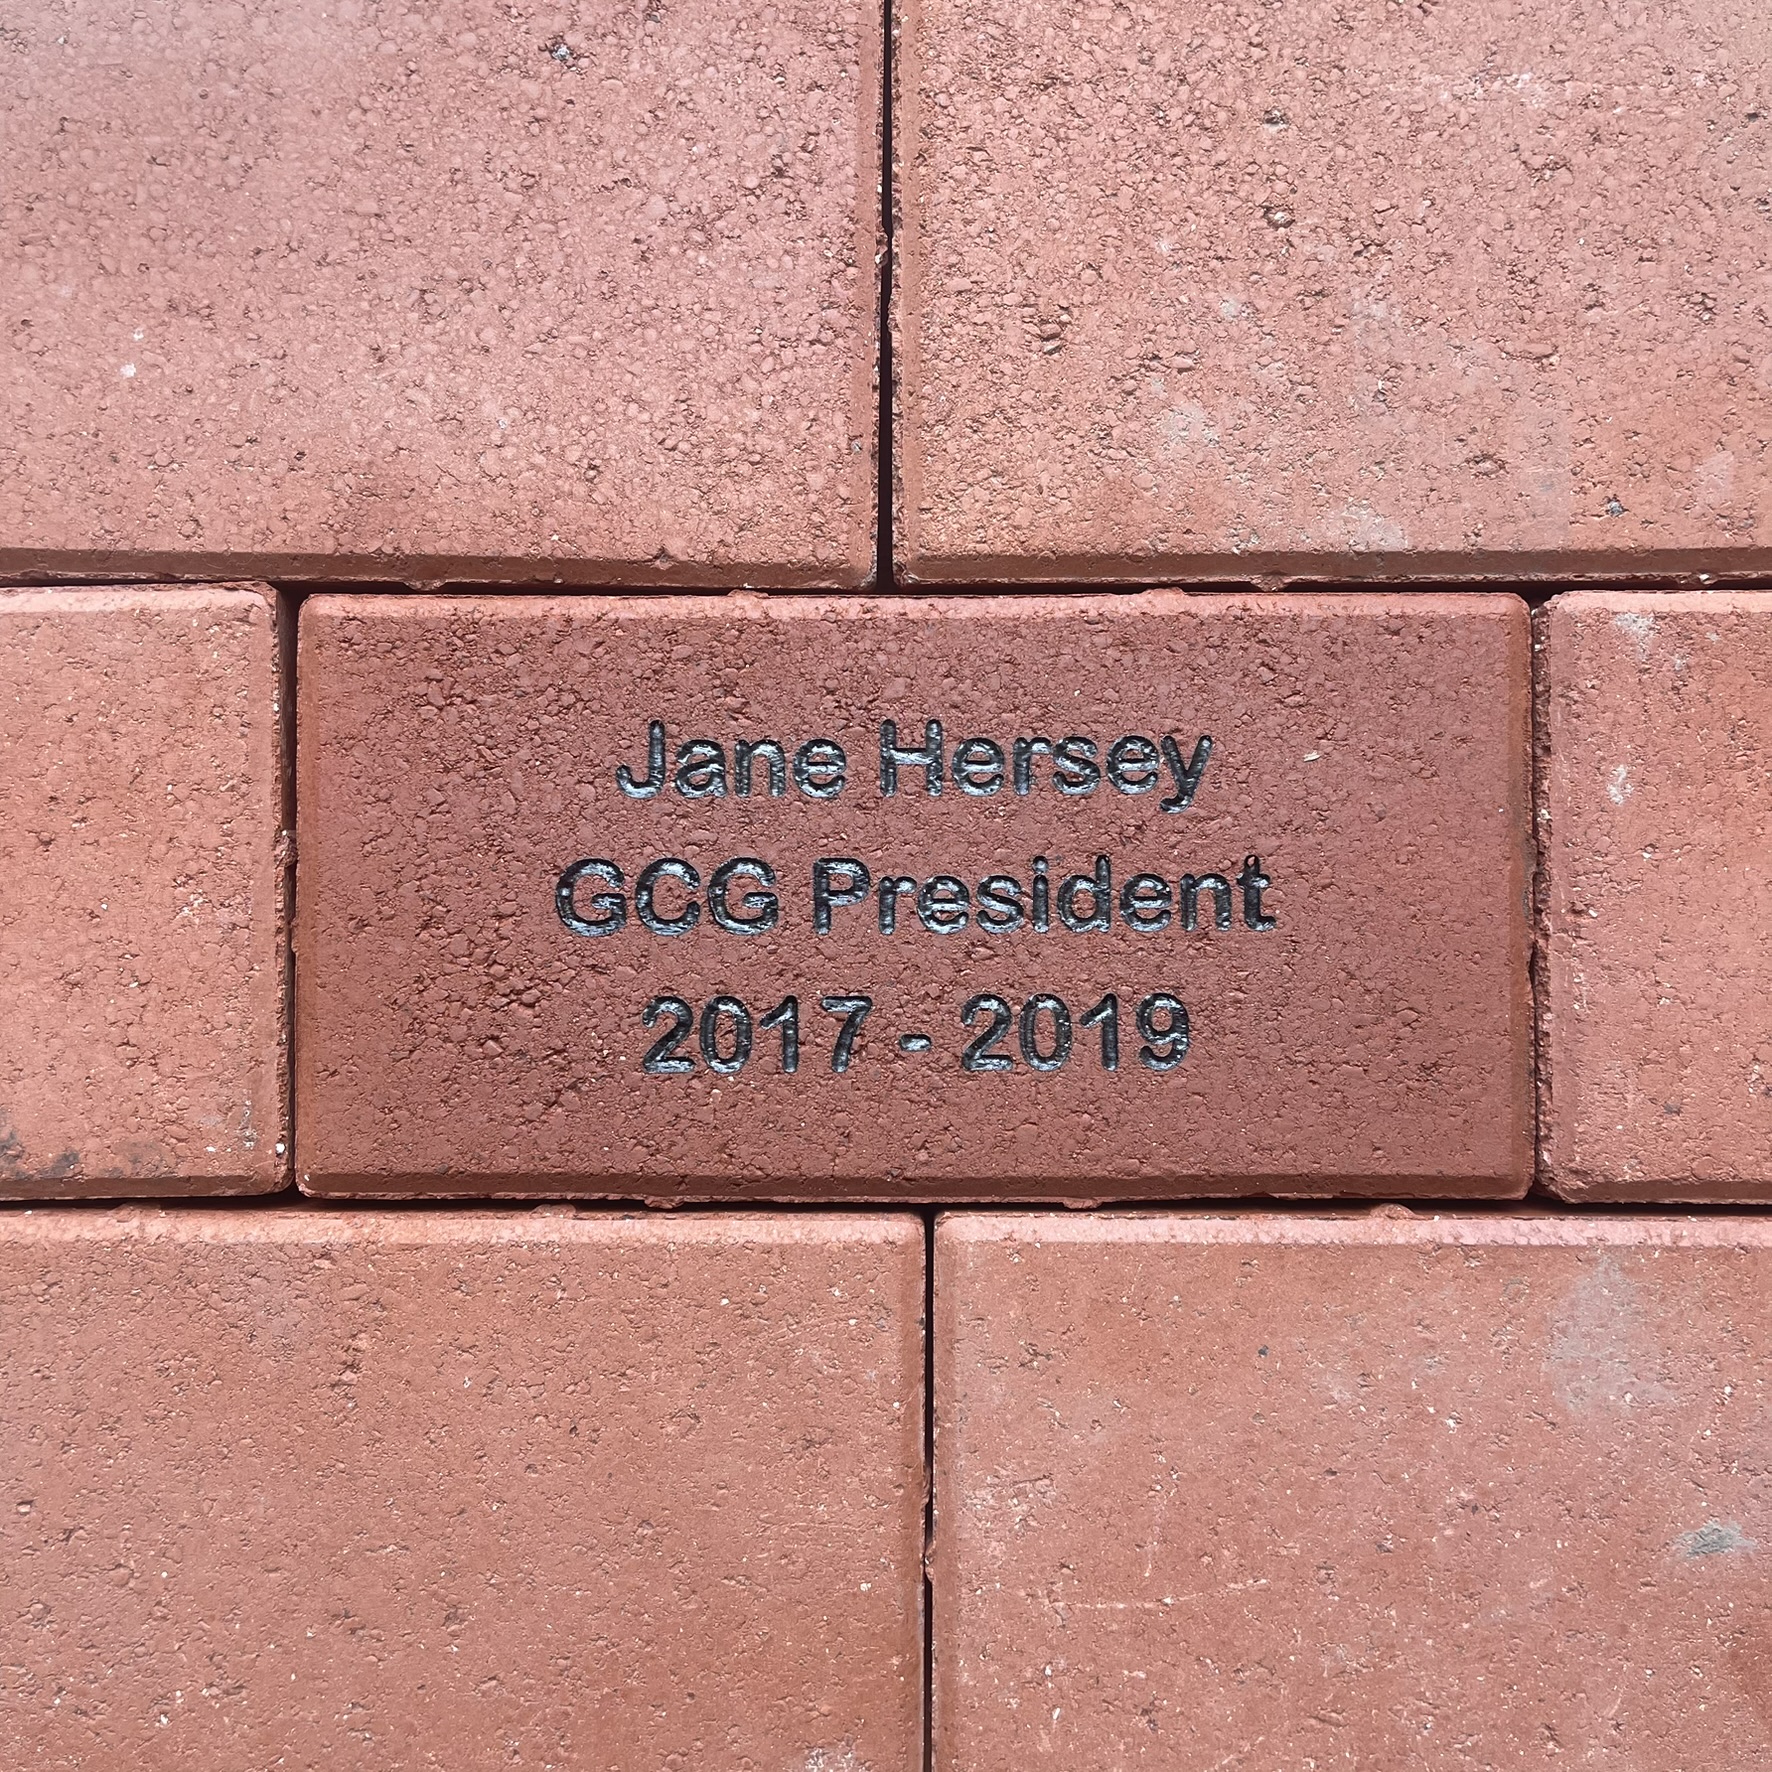 Jane Hersey
GCG President
2017 - 2019